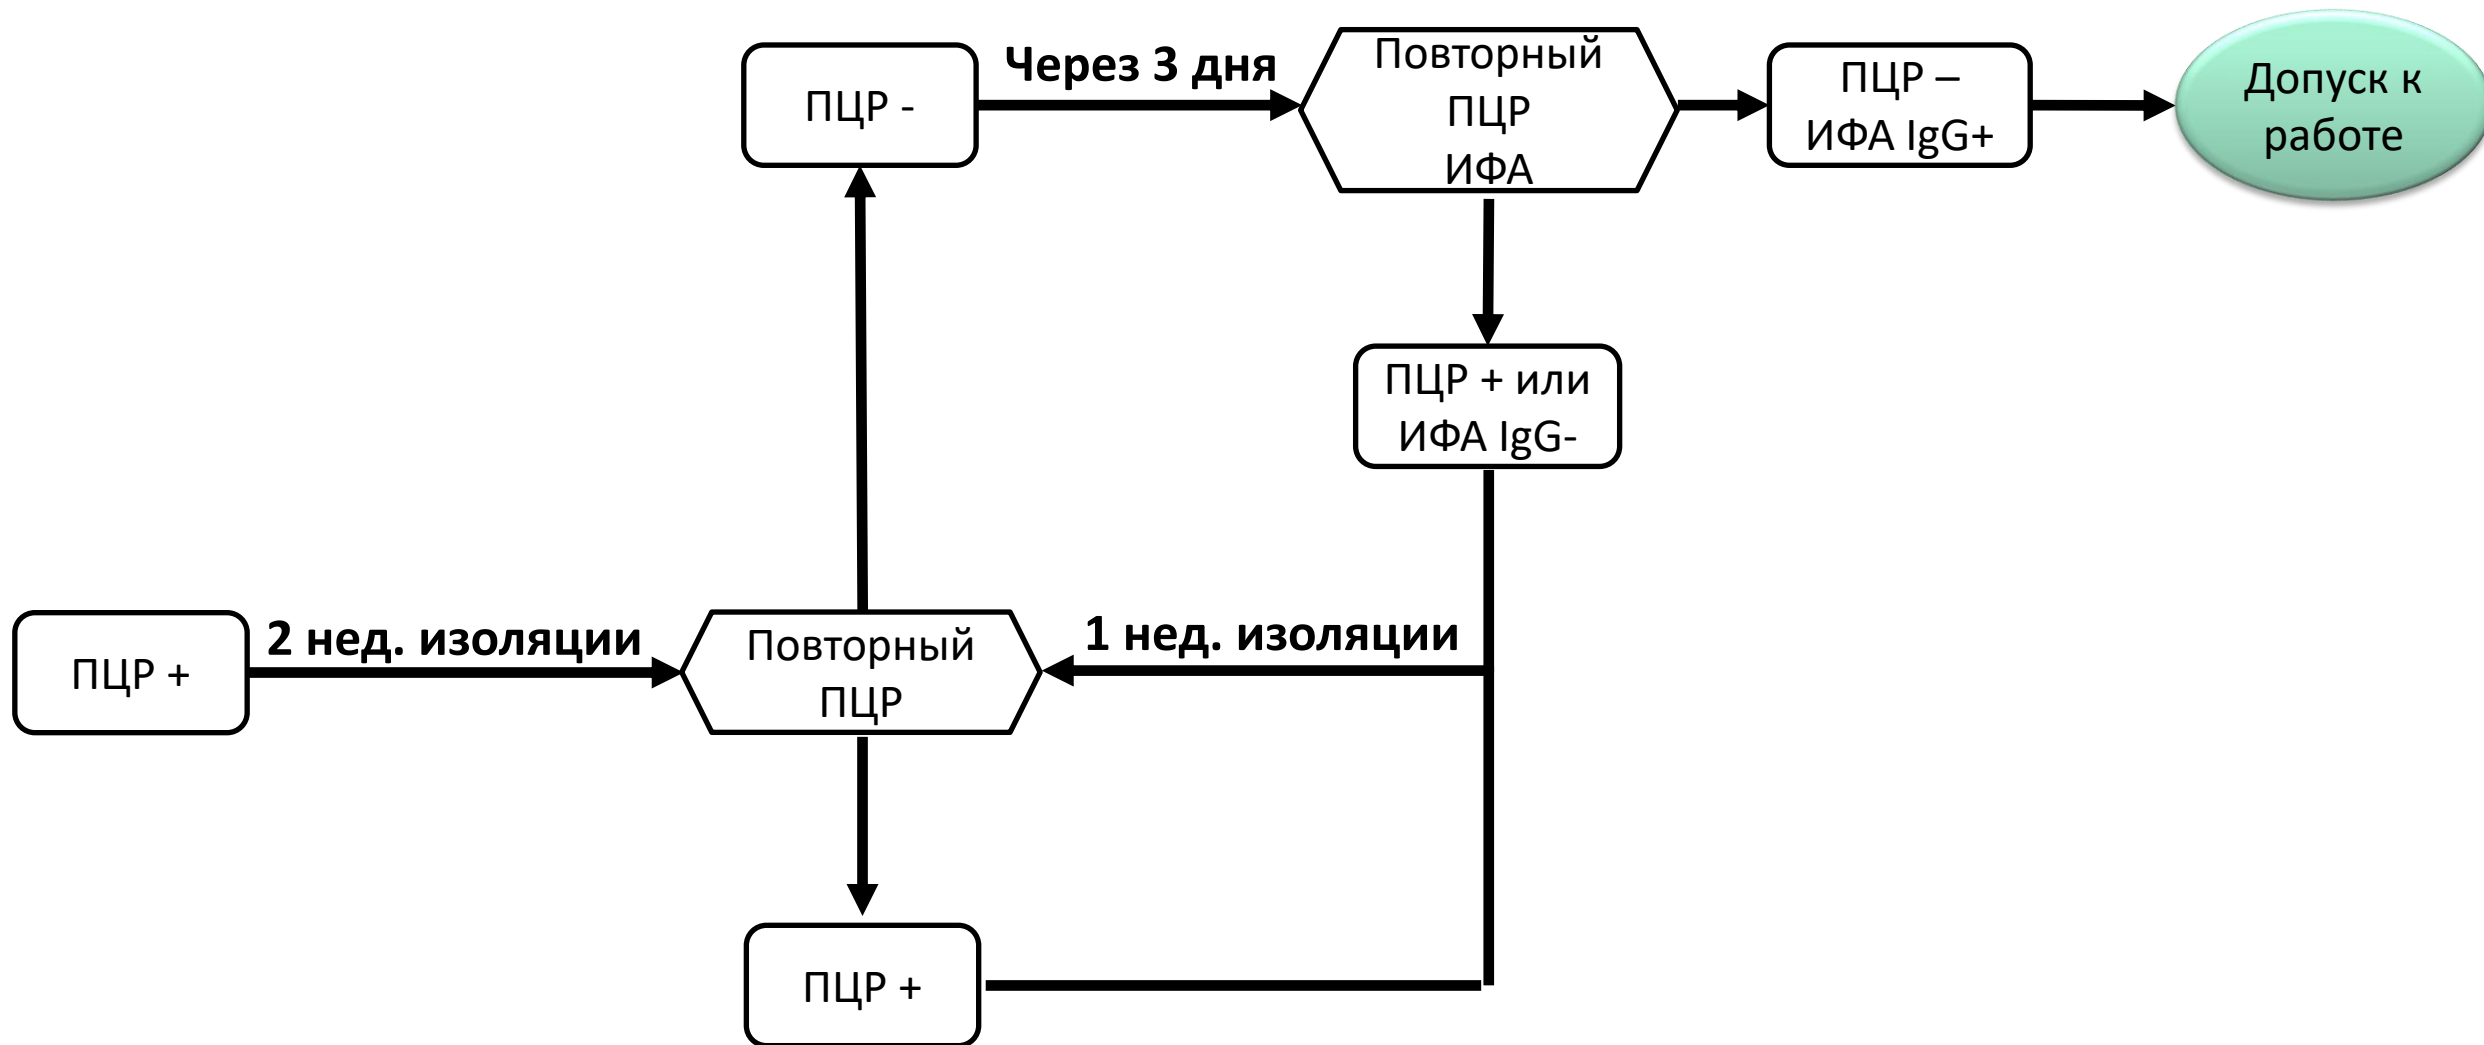 ПЦР -
Через 3 дня
Повторный
ПЦР
ИФА
ПЦР –
ИФА IgG+
Допуск к
работе
ПЦР + или
ИФА IgG-
ПЦР +
2 нед. изоляции
Повторный
ПЦР
1 нед. изоляции
ПЦР +